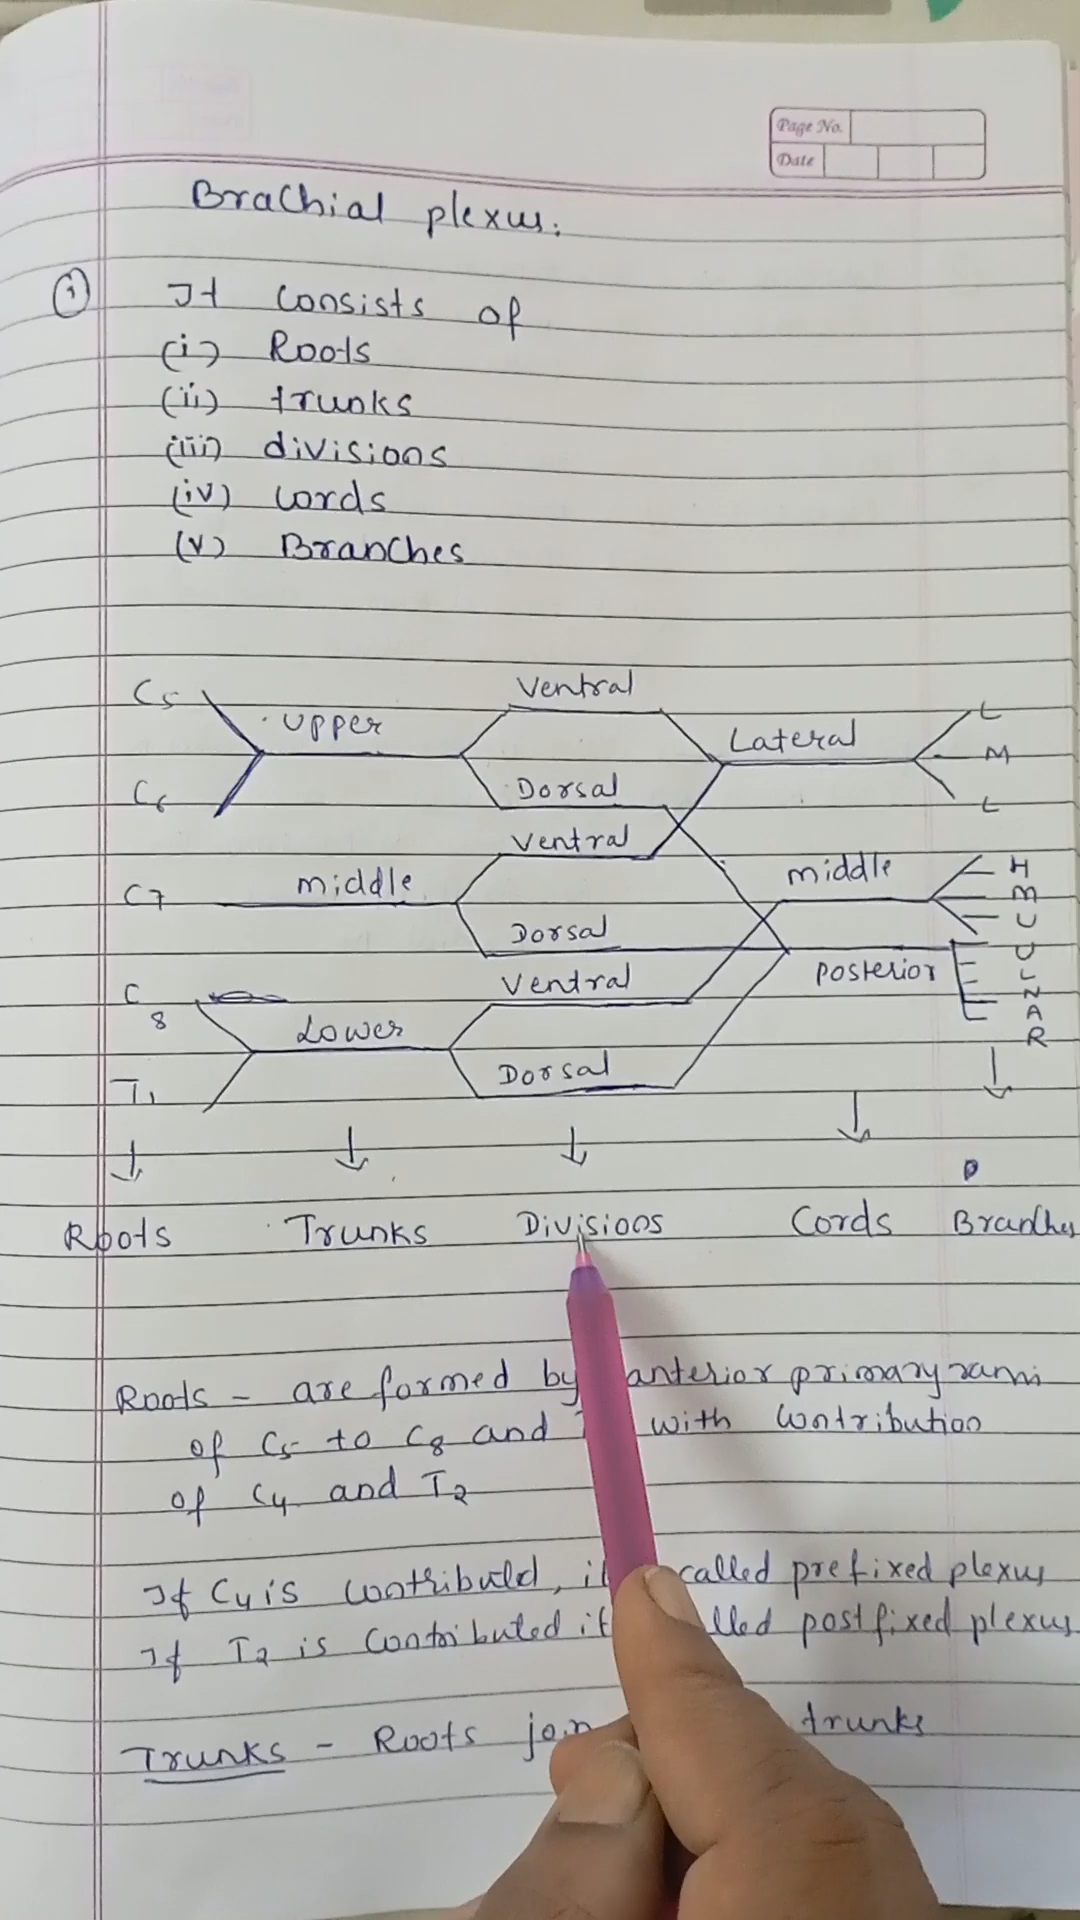 Page No.
Date
Brachial plexus:
① It consists of
(i) Roots
(ii) trunks
(iii) divisions
(iv) cords
(v) Branches
C5
Upper
Ventral
Lateral
L
M
L
C6
Dorsal
Ventral
C7
middle
middle
H
M
U
Dorsal
Posterior
U
L
N
A
R
C8
Ventral
Lower
T1
Dorsal
Roots Trunks Divisions Cords Branches
Roots - are formed by anterior primary rami
of C5 to C8 and with contribution
of C4 and T2
If C4 is contributed, called prefixed plexus
If T2 is contributed it postfixed plexus
Trunks - Roots trunks